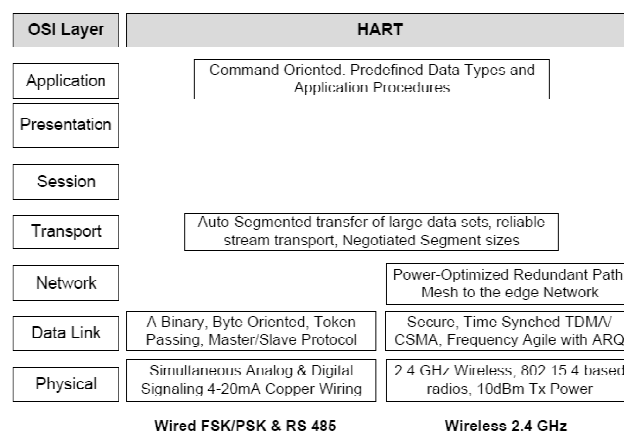 OSI Layer
HART
Application
Command Oriented. Predefined Data Types and
Application Procedures
Presentation
Session
Transport
Auto Segmented transfer of large data sets, reliable
stream transport, Negotiated Segment sizes
Network
Power-Optimized Redundant Path
Mesh to the edge Network
Data Link
A Binary, Byte Oriented, Token
Passing, Master/Slave Protocol
Secure, Time Synched TDMA/
CSMA, Frequency Agile with ARQ
Physical
Simultaneous Analog & Digital
Signaling 4-20mA Copper Wiring
2.4 GHz Wireless, 802.15.4 based
radios, 10dBm Tx Power
Wired FSK/PSK & RS 485
Wireless 2.4 GHz